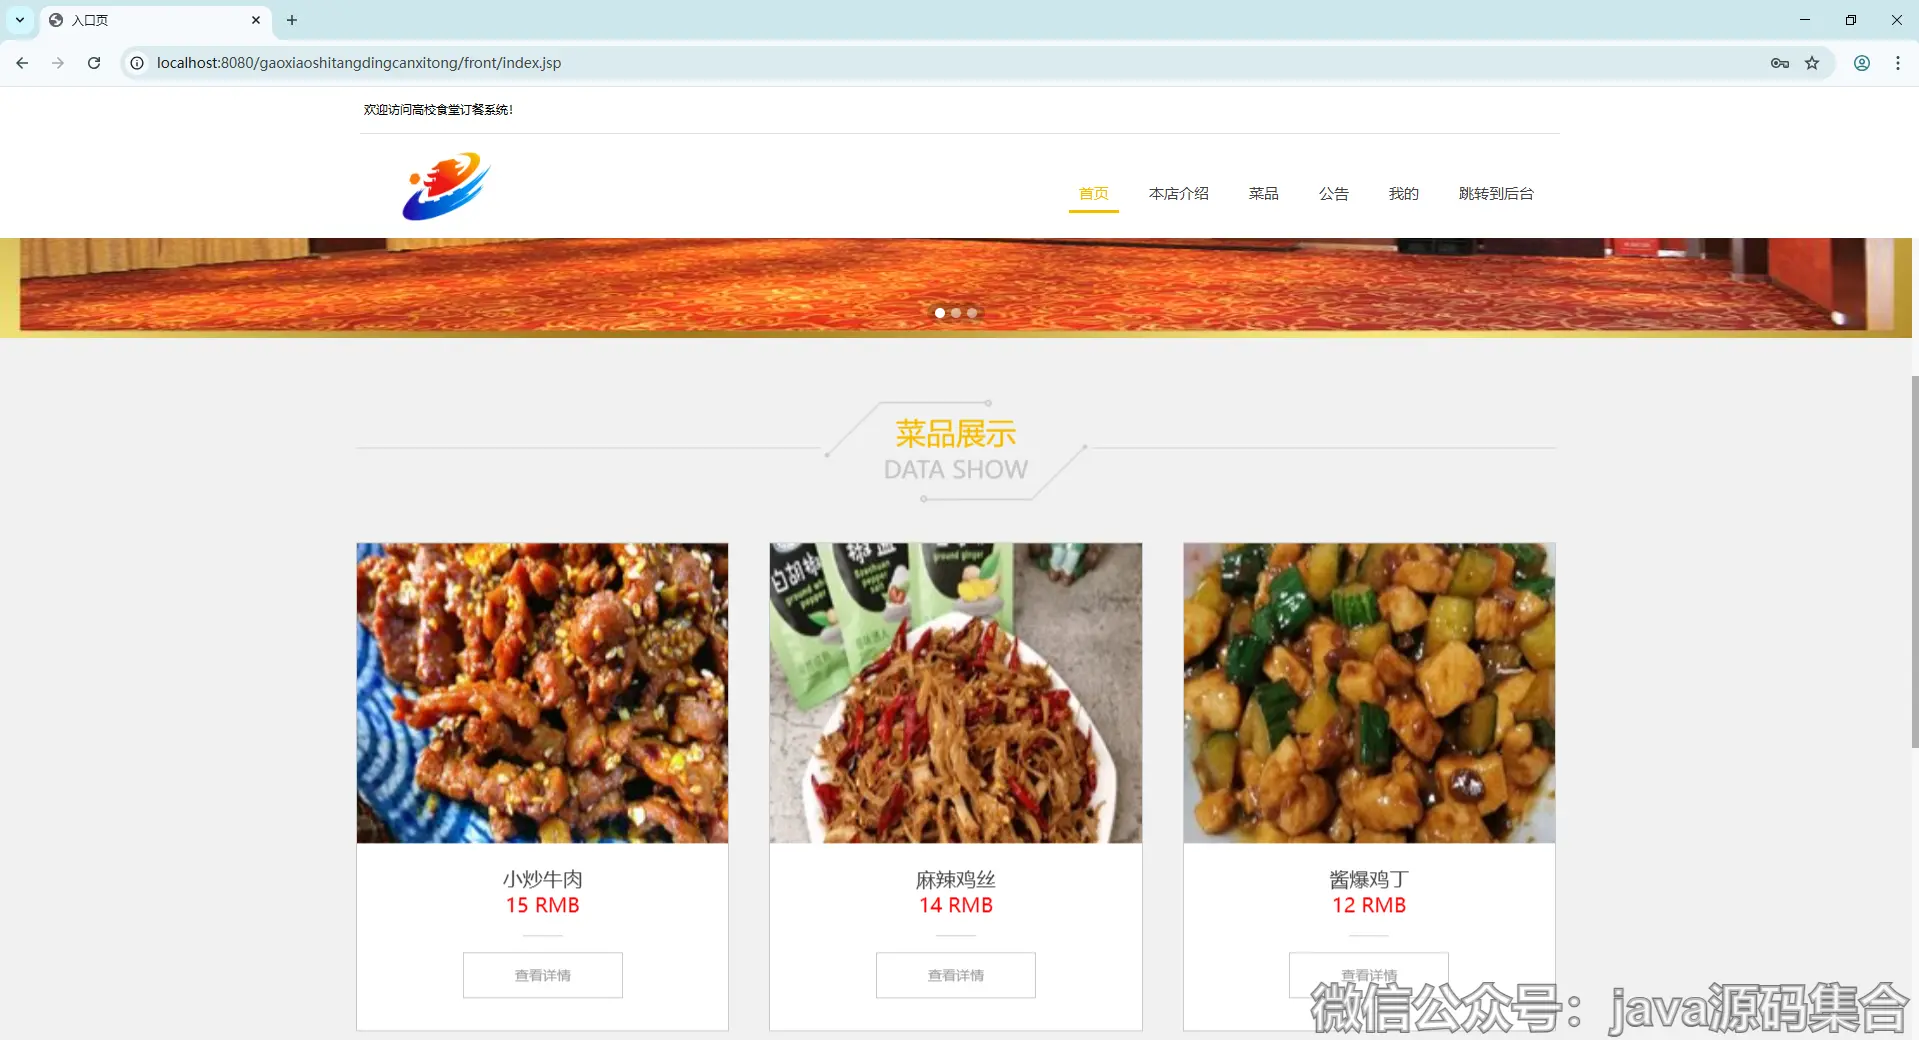 入口页
localhost:8080/gaoxiaoshitangdingcanxitong/front/index.jsp
欢迎访问高校食堂订餐系统!
首页
本店介绍
菜品
公告
我的
跳转到后台
菜品展示
DATA SHOW
白胡椒
ground white pepper
椒盐
Baochuan pepper salt
ground ginger
小炒牛肉
15 RMB
查看详情
麻辣鸡丝
14 RMB
查看详情
酱爆鸡丁
12 RMB
查看详情
微信公众号：java源码集合